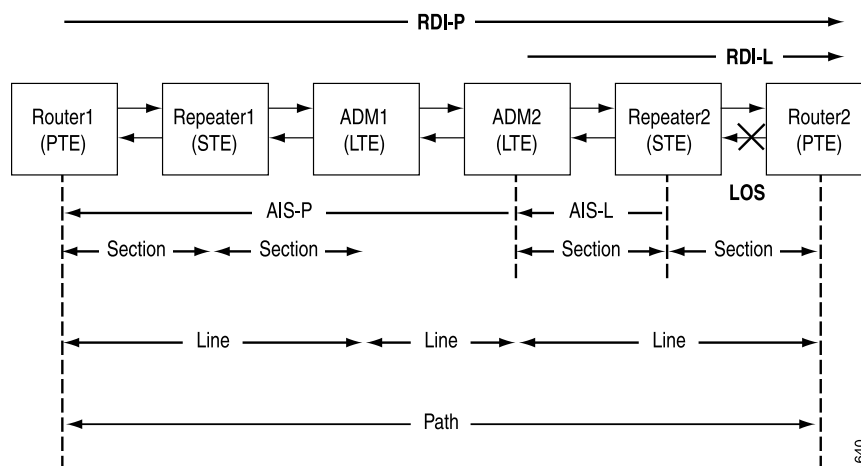 RDI-P
RDI-L
Router1 (PTE)
Repeater1 (STE)
ADM1 (LTE)
ADM2 (LTE)
Repeater2 (STE)
Router2 (PTE)
LOS
AIS-P
AIS-L
Section
Section
Section
Section
Line
Line
Line
Path